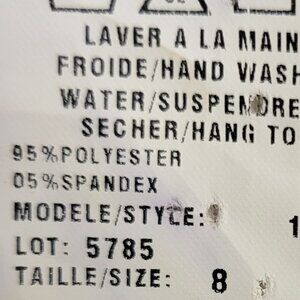 LAVER A LA MAIN
FROIDE/HAND WASH
WATER/SUSPENDRE
SECHER/HANG TO
95%POLYESTER
05%SPANDEX
MODELE/STYLE: 1
LOT: 5785
TAILLE/SIZE: 8